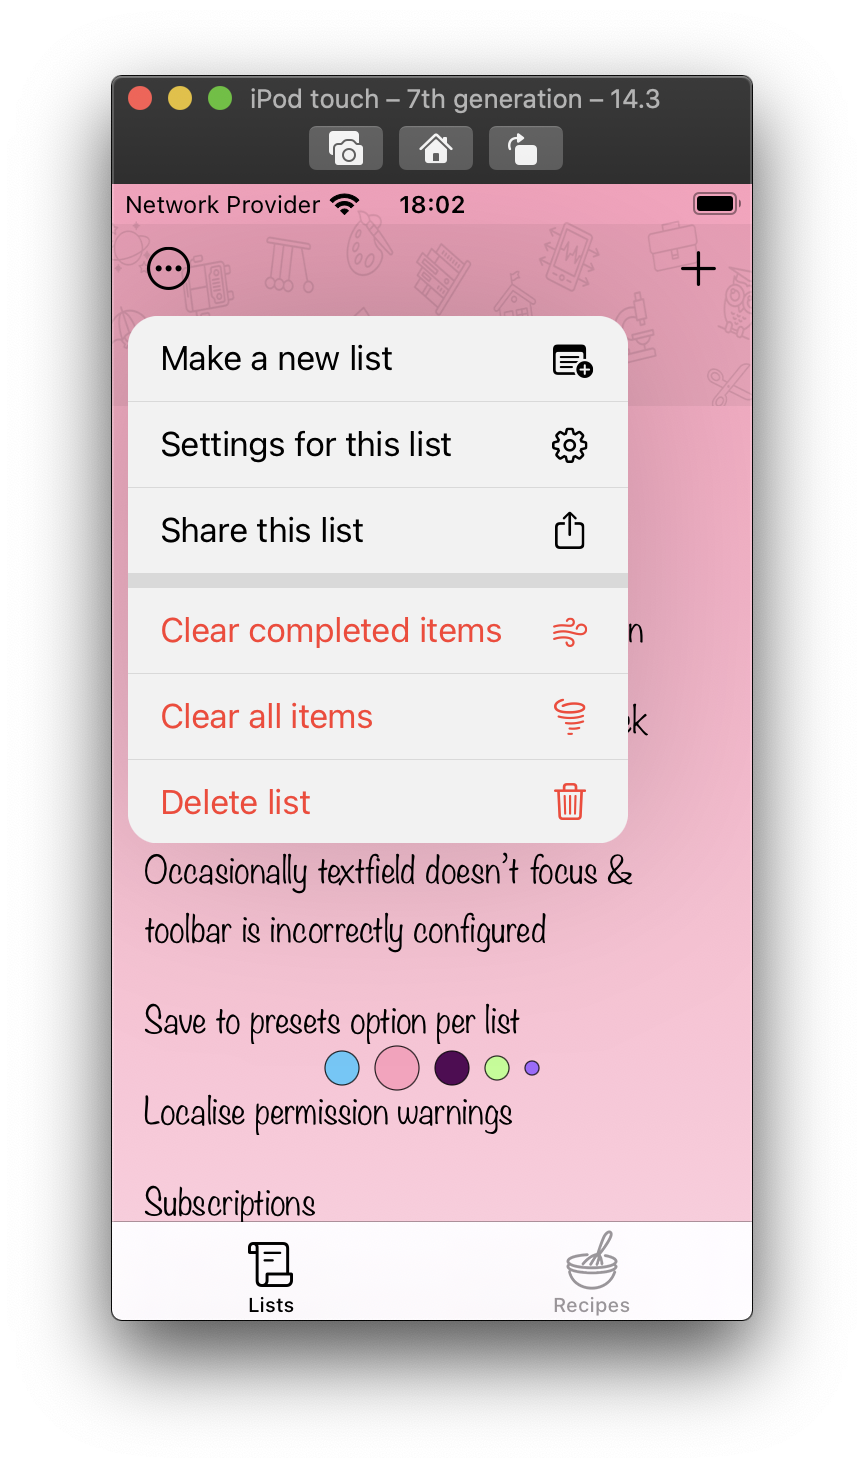 iPod touch – 7th generation – 14.3
Network Provider 18:02
Make a new list
Settings for this list
Share this list
Clear completed items
Clear all items
Delete list
Occasionally textfield doesn’t focus &
toolbar is incorrectly configured
Save to presets option per list
Localise permission warnings
Subscriptions
Lists
Recipes